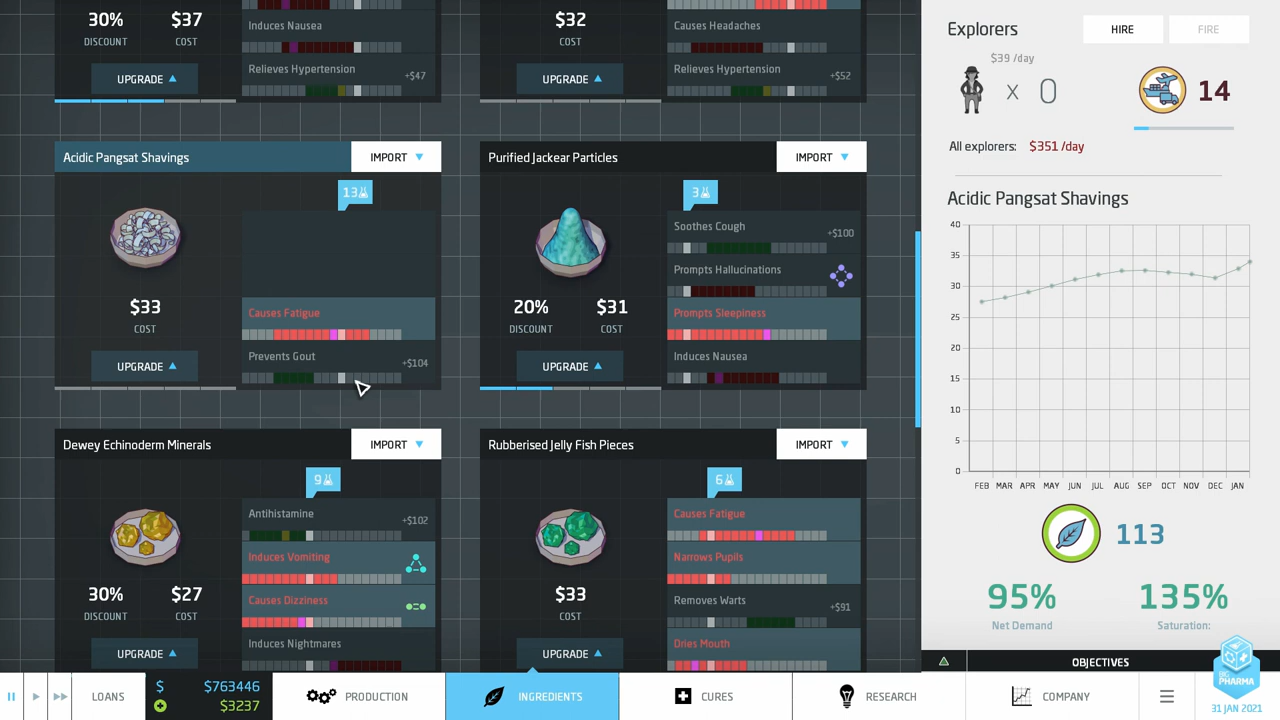 30%
DISCOUNT
$37
COST
UPGRADE
Induces Nausea
Relieves Hypertension
+$47
$32
COST
UPGRADE
Causes Headaches
Relieves Hypertension
+$52
Acidic Pangsat Shavings
IMPORT
13
$33
COST
UPGRADE
Causes Fatigue
Prevents Gout
+$104
Purified Jackear Particles
IMPORT
3
20%
DISCOUNT
$31
COST
UPGRADE
Soothes Cough
+$100
Prompts Hallucinations
Prompts Sleepiness
Induces Nausea
Dewey Echinoderm Minerals
IMPORT
9
30%
DISCOUNT
$27
COST
UPGRADE
Antihistamine
+$102
Induces Vomiting
Causes Dizziness
Induces Nightmares
Rubberised Jelly Fish Pieces
IMPORT
6
$33
COST
UPGRADE
Causes Fatigue
Narrows Pupils
Removes Warts
+$91
Dries Mouth
Explorers
HIRE
FIRE
$39 /day
X 0
14
All explorers: $351 /day
Acidic Pangsat Shavings
40
35
30
25
20
15
10
5
0
FEB MAR APR MAY JUN JUL AUG SEP OCT NOV DEC JAN
113
95%
Net Demand
135%
Saturation:
OBJECTIVES
LOANS
$ $763446
$3237
PRODUCTION
INGREDIENTS
CURES
RESEARCH
COMPANY
BIG PHARMA
31 JAN 2021